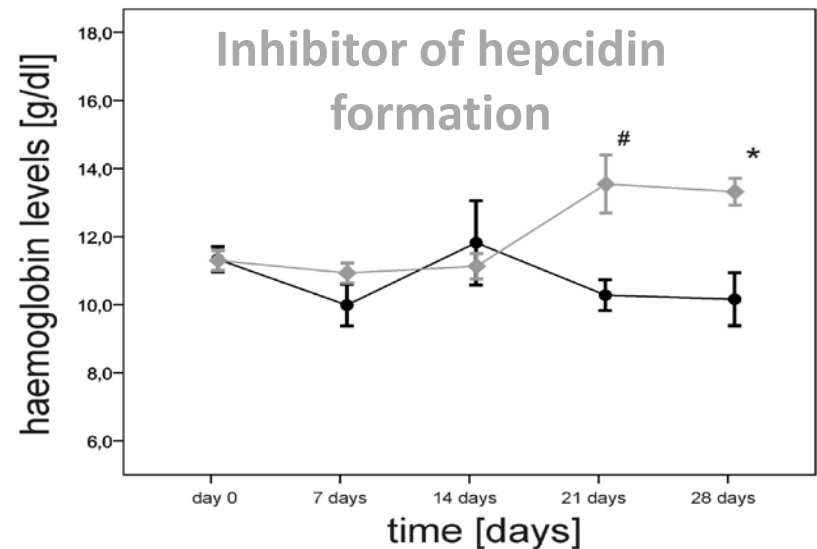 Inhibitor of hepcidin
formation
haemoglobin levels [g/dl]
18,0
16,0
14,0
12,0
10,0
8,0
6,0
#
*
day 0
7 days
14 days
21 days
28 days
time [days]